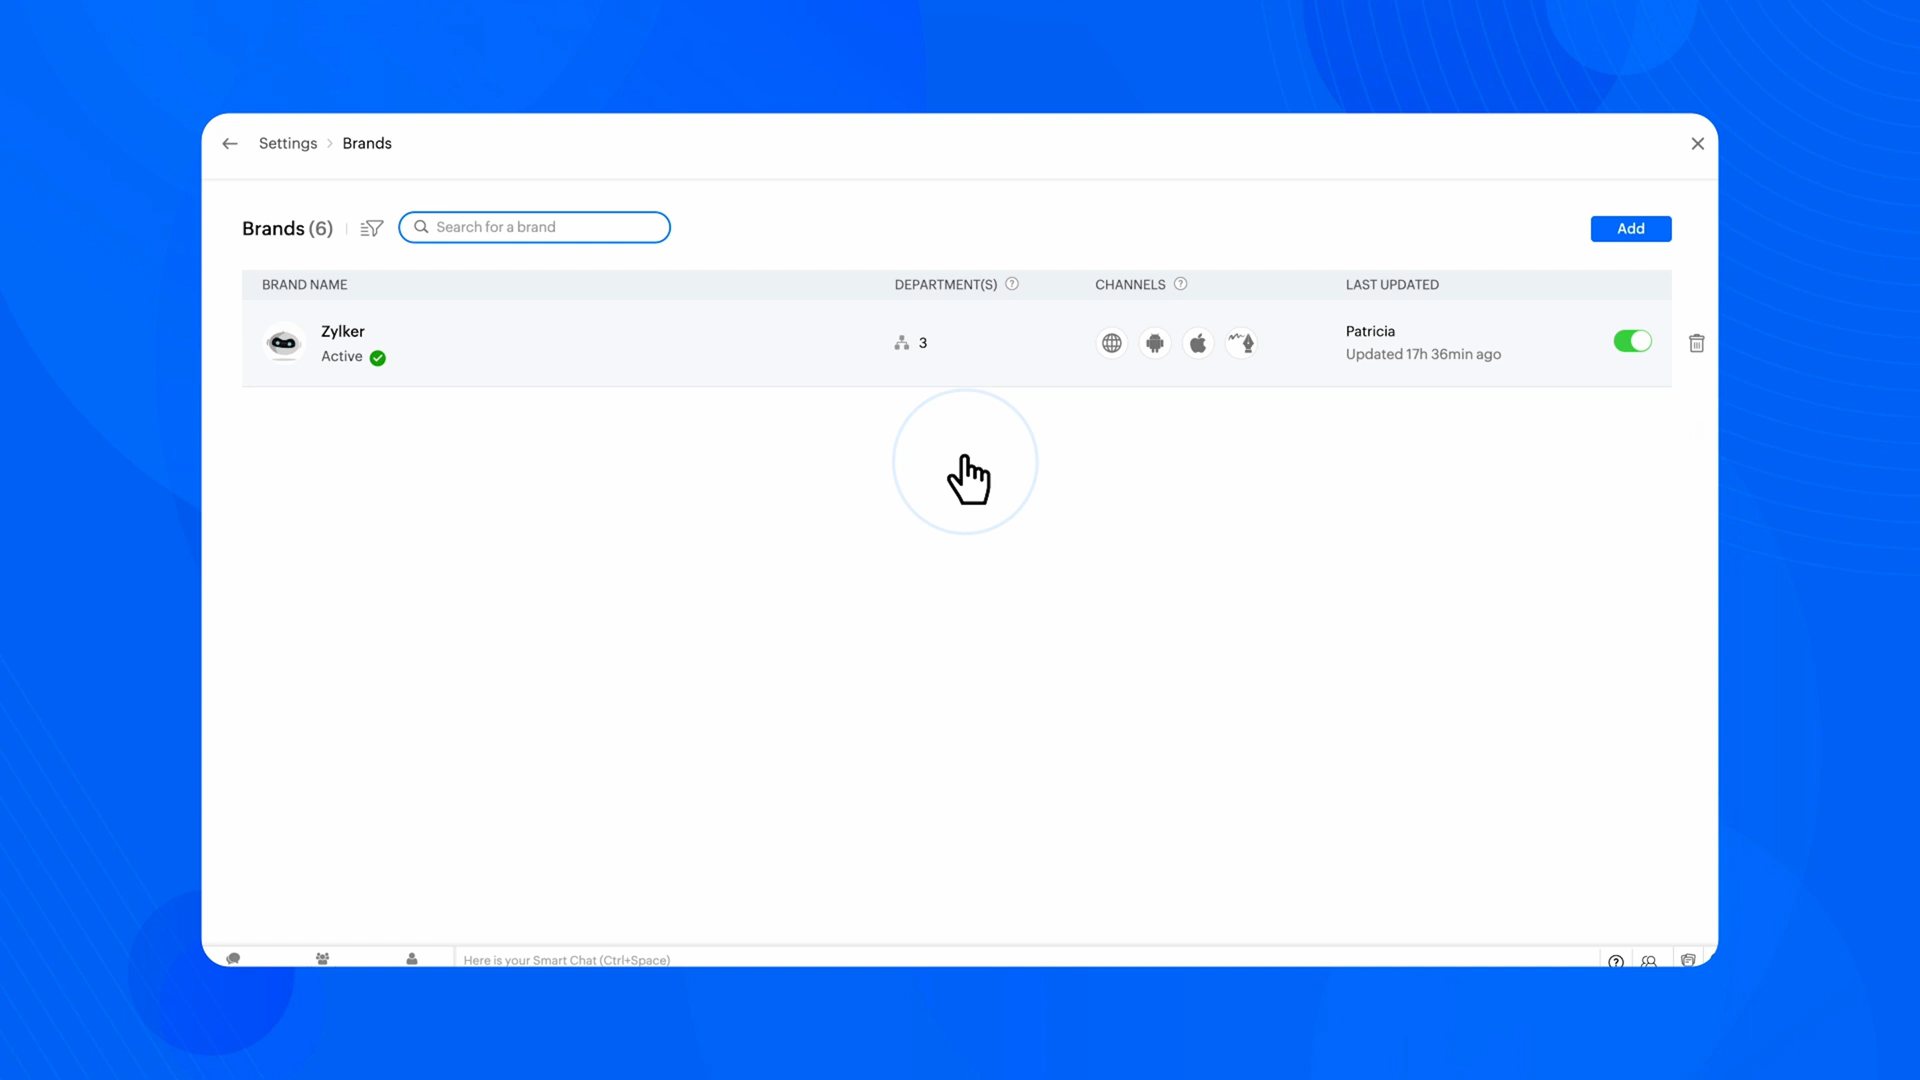 Settings > Brands
Brands (6)
Search for a brand
Add
BRAND NAME
DEPARTMENT(S)
CHANNELS
LAST UPDATED
Zylker
Active
3
Patricia
Updated 17h 36min ago
Here is your Smart Chat (Ctrl+Space)